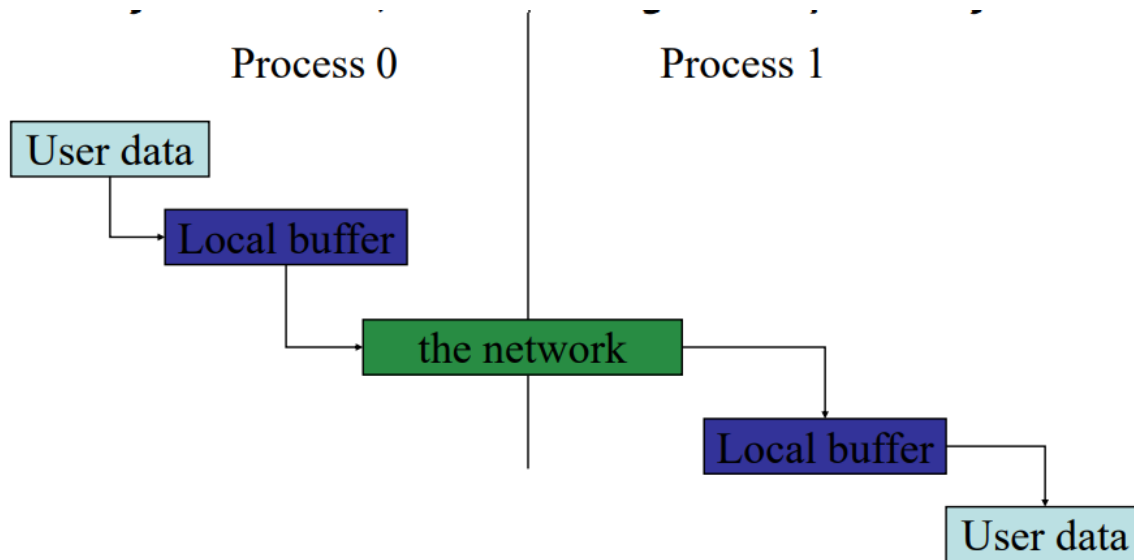 Process 0
Process 1
User data
Local buffer
the network
Local buffer
User data